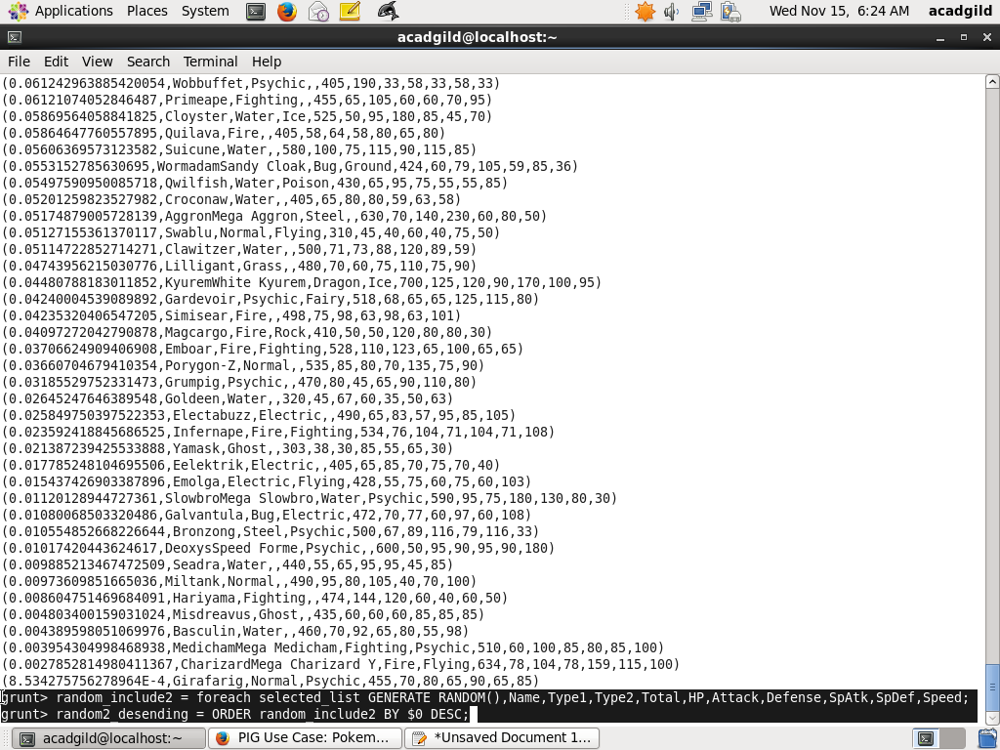 Applications Places System Wed Nov 15, 6:24 AM acadgild
acadgild@localhost:~
File Edit View Search Terminal Help
(0.061242963885420054,Wobbuffet,Psychic,,405,190,33,58,33,58,33)
(0.06121074052846487,Primeape,Fighting,,455,65,105,60,60,70,95)
(0.05869564058841825,Cloyster,Water,Ice,525,50,95,180,85,45,70)
(0.05864647760557895,Quilava,Fire,,405,58,64,58,80,65,80)
(0.05606369573123582,Suicune,Water,,580,100,75,115,90,115,85)
(0.0553152785630695,WormadamSandy Cloak,Bug,Ground,424,60,79,105,59,85,36)
(0.05497590950085718,Qwilfish,Water,Poison,430,65,95,75,55,55,85)
(0.05201259823527982,Croconaw,Water,,405,65,80,80,59,63,58)
(0.05174879005728139,AggronMega Aggron,Steel,,630,70,140,230,60,80,50)
(0.05127155361370117,Swablu,Normal,Flying,310,45,40,60,40,75,50)
(0.05114722852714271,Clawitzer,Water,,500,71,73,88,120,89,59)
(0.04743956215030776,Lilligant,Grass,,480,70,60,75,110,75,90)
(0.04480788183011852,KyuremWhite Kyurem,Dragon,Ice,700,125,120,90,170,100,95)
(0.04240004539089892,Gardevoir,Psychic,Fairy,518,68,65,65,125,115,80)
(0.04235320406547205,Simisear,Fire,,498,75,98,63,98,63,101)
(0.04097272042790878,Magcargo,Fire,Rock,410,50,50,120,80,80,30)
(0.03706624909406908,Emboar,Fire,Fighting,528,110,123,65,100,65,65)
(0.03660704679410354,Porygon-Z,Normal,,535,85,80,70,135,75,90)
(0.03185529752331473,Grumpig,Psychic,,470,80,45,65,90,110,80)
(0.02645247646389548,Goldeen,Water,,320,45,67,60,35,50,63)
(0.025849750397522353,Electabuzz,Electric,,490,65,83,57,95,85,105)
(0.023592418845686525,Infernape,Fire,Fighting,534,76,104,71,104,71,108)
(0.021387239425533888,Yamask,Ghost,,303,38,30,85,55,65,30)
(0.017785248104695506,Eelektrik,Electric,,405,65,85,70,75,70,40)
(0.015437426903387896,Emolga,Electric,Flying,428,55,75,60,75,60,103)
(0.01120128944727361,SlowbroMega Slowbro,Water,Psychic,590,95,75,180,130,80,30)
(0.01080068503320486,Galvantula,Bug,Electric,472,70,77,60,97,60,108)
(0.010554852668226644,Bronzong,Steel,Psychic,500,67,89,116,79,116,33)
(0.01017420443624617,DeoxysSpeed Forme,Psychic,,600,50,95,90,95,90,180)
(0.009885213467472509,Seadra,Water,,440,55,65,95,95,45,85)
(0.00973609851665036,Miltank,Normal,,490,95,80,105,40,70,100)
(0.008604751469684091,Hariyama,Fighting,,474,144,120,60,40,60,50)
(0.004803400159031024,Misdreavus,Ghost,,435,60,60,60,85,85,85)
(0.004389598051069976,Basculin,Water,,460,70,92,65,80,55,98)
(0.003954304998468938,MedichamMega Medicham,Fighting,Psychic,510,60,100,85,80,85,100)
(0.0027852814980411367,CharizardMega Charizard Y,Fire,Flying,634,78,104,78,159,115,100)
(8.534275756278964E-4,Girafarig,Normal,Psychic,455,70,80,65,90,65,85)
grunt> random_include2 = foreach selected_list GENERATE RANDOM(),Name,Type1,Type2,Total,HP,Attack,Defense,SpAtk,SpDef,Speed;
grunt> random2_desending = ORDER random_include2 BY $0 DESC;
acadgild@localhost:~ PIG Use Case: Pokem... *Unsaved Document 1...